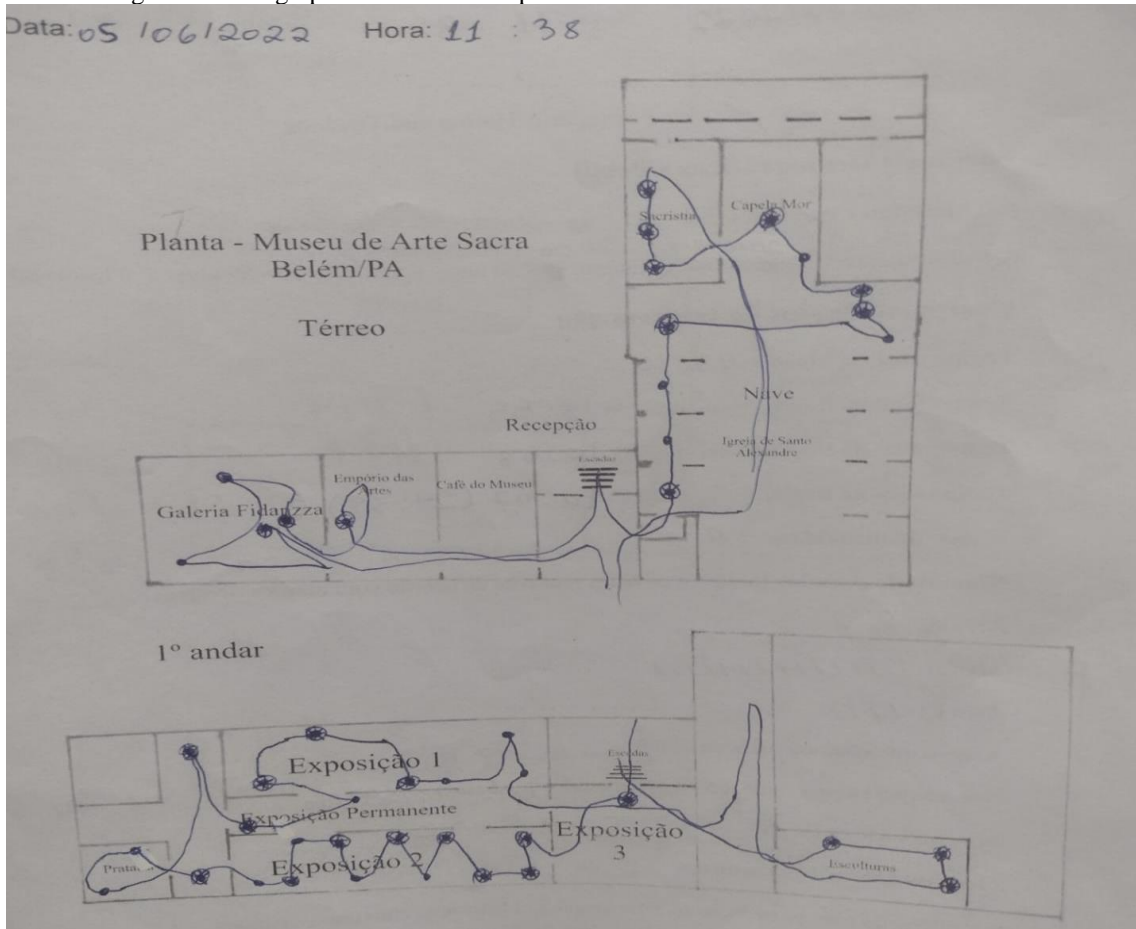 Data: 05 / 06 / 2022 Hora: 11 : 38
Planta - Museu de Arte Sacra
Belém/PA
Térreo
Sacristia
Capela Mor
Nave
Igreja de Santo
Alexandre
Recepção
Escadas
Galeria Fidanzza
Empório das
Artes
Café do Museu
1º andar
Exposição 1
Exposição Permanente
Exposição 2
Escadas
Exposição
3
Esculturas